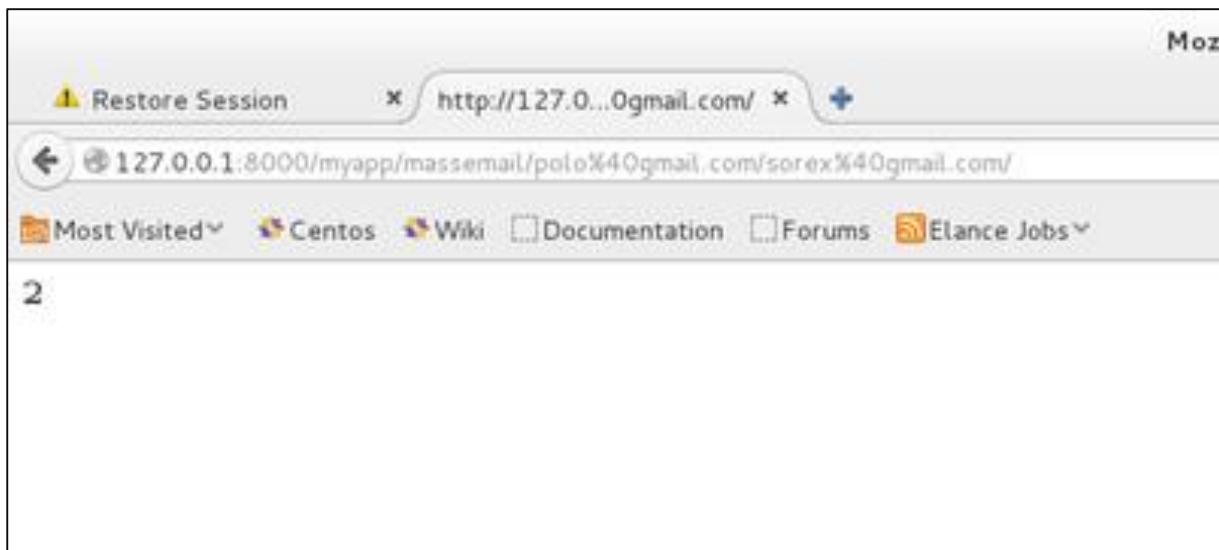 Moz
Restore Session × http://127.0...0gmail.com/ ×
127.0.0.1:8000/myapp/massemail/polo%40gmail.com/sorex%40gmail.com/
Most Visited Centos Wiki Documentation Forums Elance Jobs
2